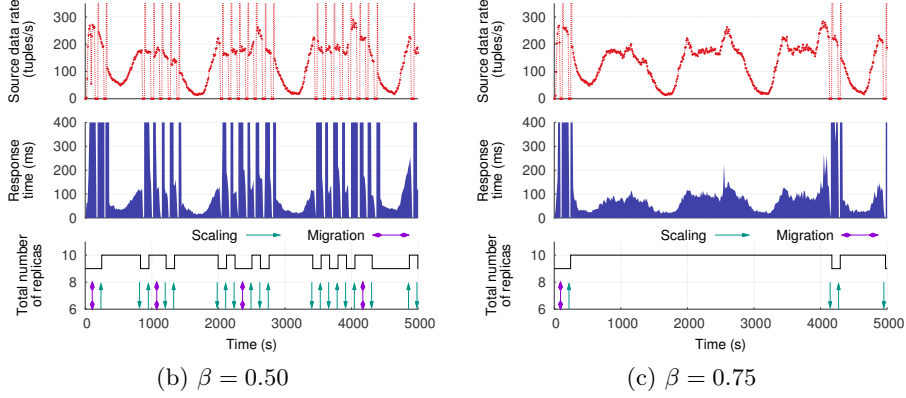 Source data rate
(tuples/s)
300
200
100
0
Response
time (ms)
400
300
200
100
0
Scaling
Migration
Total number
of replicas
10
8
6
0
1000
2000
3000
4000
5000
Time (s)
(b) β = 0.50
Source data rate
(tuples/s)
300
200
100
0
Response
time (ms)
400
300
200
100
0
Scaling
Migration
Total number
of replicas
10
8
6
0
1000
2000
3000
4000
5000
Time (s)
(c) β = 0.75